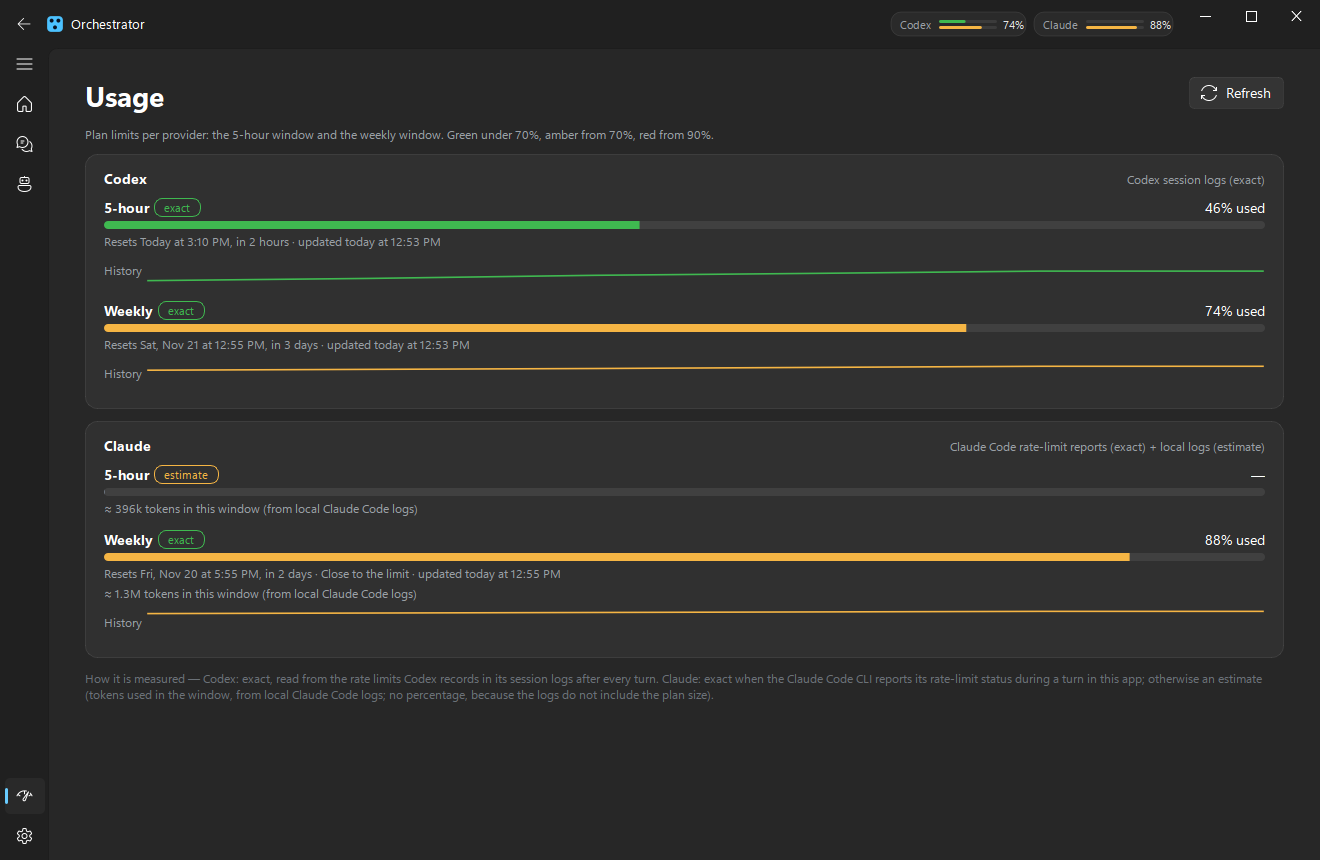 Orchestrator
Codex 74%
Claude 88%
Usage
Refresh
Plan limits per provider: the 5-hour window and the weekly window. Green under 70%, amber from 70%, red from 90%.
Codex
Codex session logs (exact)
5-hour exact
46% used
Resets Today at 3:10 PM, in 2 hours · updated today at 12:53 PM
History
Weekly exact
74% used
Resets Sat, Nov 21 at 12:55 PM, in 3 days · updated today at 12:53 PM
History
Claude
Claude Code rate-limit reports (exact) + local logs (estimate)
5-hour estimate
—
≈ 396k tokens in this window (from local Claude Code logs)
Weekly exact
88% used
Resets Fri, Nov 20 at 5:55 PM, in 2 days · Close to the limit · updated today at 12:55 PM
≈ 1.3M tokens in this window (from local Claude Code logs)
History
How it is measured — Codex: exact, read from the rate limits Codex records in its session logs after every turn. Claude: exact when the Claude Code CLI reports its rate-limit status during a turn in this app; otherwise an estimate
(tokens used in the window, from local Claude Code logs; no percentage, because the logs do not include the plan size).